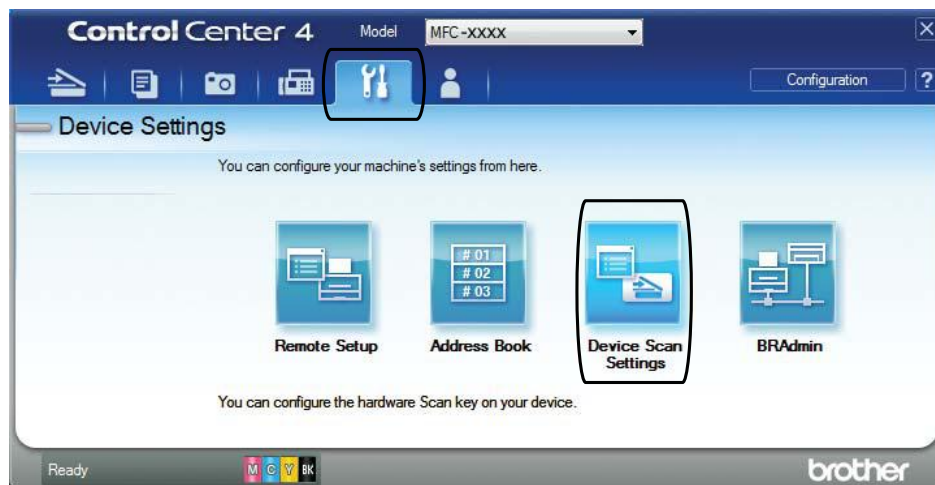 Control Center 4 Model MFC-XXXX
Configuration ?
Device Settings
You can configure your machine's settings from here.
# 01
# 02
# 03
Remote Setup Address Book Device Scan BRAdmin
Settings
You can configure the hardware Scan key on your device.
Ready M C Y BK brother